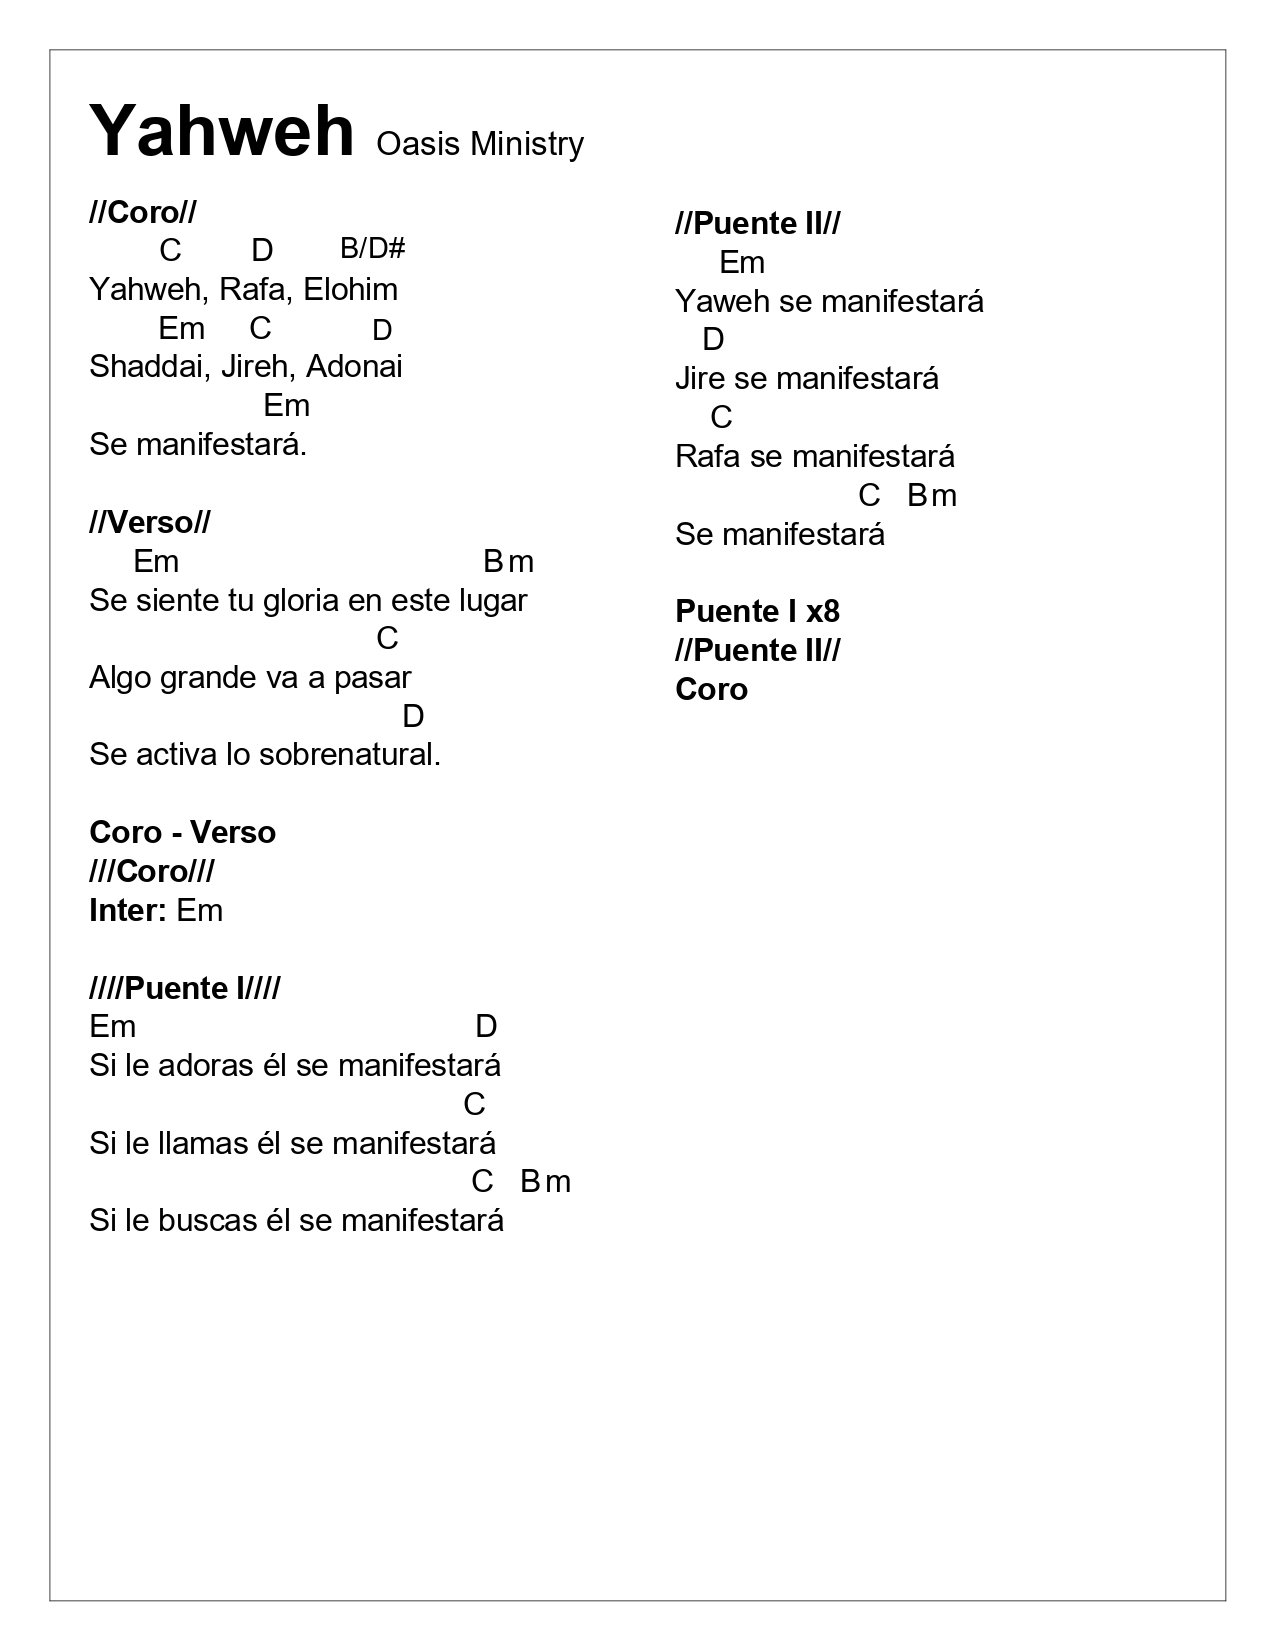 Yahweh Oasis Ministry
//Coro//
C D B/D#
Yahweh, Rafa, Elohim
Em C D
Shaddai, Jireh, Adonai
Em
Se manifestará.
//Verso//
Em Bm
Se siente tu gloria en este lugar
C
Algo grande va a pasar
D
Se activa lo sobrenatural.
Coro - Verso
///Coro///
Inter: Em
////Puente I////
Em D
Si le adoras él se manifestará
C
Si le llamas él se manifestará
C Bm
Si le buscas él se manifestará
//Puente II//
Em
Yaweh se manifestará
D
Jire se manifestará
C
Rafa se manifestará
C Bm
Se manifestará
Puente I x8
//Puente II//
Coro